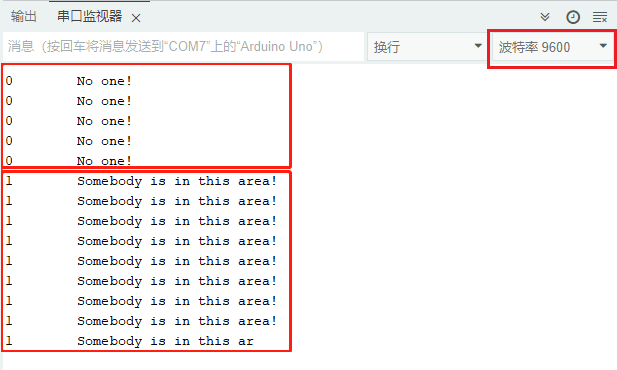 输出 串口监视器
消息（按回车将消息发送到“COM7”上的“Arduino Uno”） 换行 波特率 9600
0 No one!
0 No one!
0 No one!
0 No one!
0 No one!
1 Somebody is in this area!
1 Somebody is in this area!
1 Somebody is in this area!
1 Somebody is in this area!
1 Somebody is in this area!
1 Somebody is in this area!
1 Somebody is in this area!
1 Somebody is in this area!
1 Somebody is in this ar